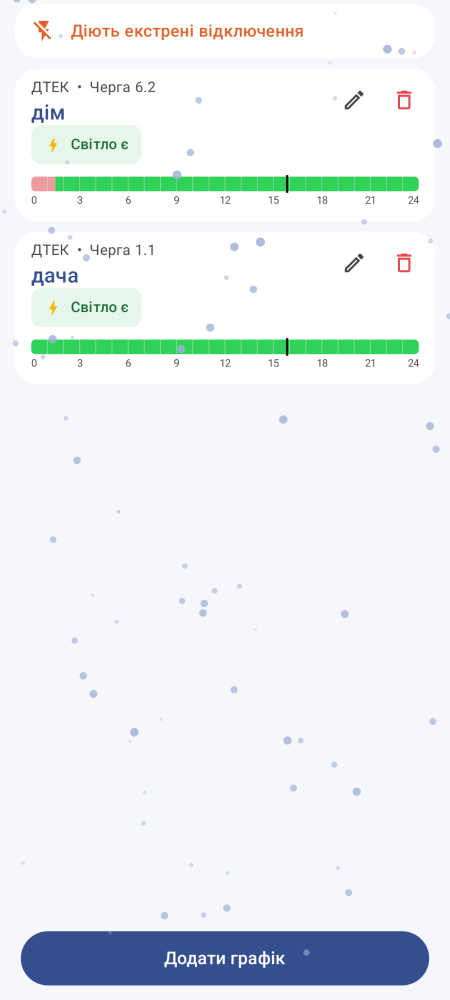 Діють екстрені відключення
ДТЕК • Черга 6.2
дім
Світло є
0 3 6 9 12 15 18 21 24
ДТЕК • Черга 1.1
дача
Світло є
0 3 6 9 12 15 18 21 24
Додати графік